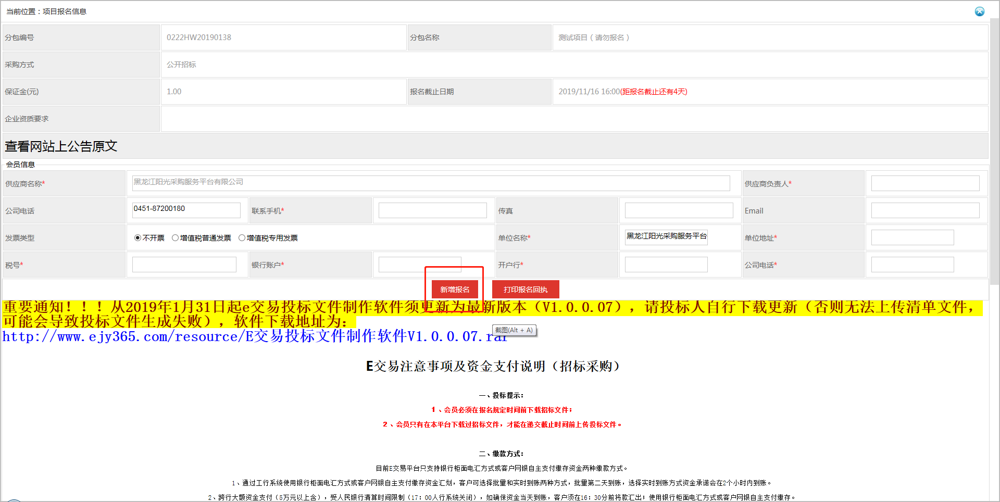 当前位置：项目报名信息
分包编号 0222HW20190138 分包名称 测试项目（请勿报名）
采购方式 公开招标
保证金(元) 1.00 报名截止日期 2019/11/16 16:00(距报名截止还有4天)
企业资质要求
查看网站上公告原文
会员信息
供应商名称* 黑龙江阳光采购服务平台有限公司 供应商负责人*
公司电话 0451-87200180 联系手机* 传真 Email
发票类型 不开票 增值税普通发票 增值税专用发票 单位名称* 黑龙江阳光采购服务平台 单位地址*
税号* 银行账户* 开户行* 公司电话*
新增报名 打印报名回执
重要通知！！！从2019年1月31日起e交易投标文件制作软件须更新为最新版本（V1.0.0.07），请投标人自行下载更新（否则无法上传清单文件，
可能会导致投标文件生成失败），软件下载地址为：
截图(Alt + A)
http://www.ejy365.com/resource/E交易投标文件制作软件V1.0.0.07.rar
E交易注意事项及资金支付说明（招标采购）
一、投标提示：
1、会员必须在报名规定时间前下载招标文件；
2、会员只有在本平台下载过招标文件，才能在递交截止时间前上传投标文件。
二、缴款方式：
目前E交易平台只支持银行柜面电汇方式或客户网银自主支付缴存资金两种缴款方式。
1、通过工行系统使用银行柜面电汇方式或客户网银自主支付缴存资金汇划，客户可选择批量和实时到账两种方式，批量第二天到账，选择实时到账方式资金承诺会在2个小时内到账。
2、跨行大额资金支付（5万元以上含），受人民银行清算时间限制（17：00人行系统关闭），如确保资金当天到账，客户须在16：30分前将款汇出；使用银行柜面电汇方式或客户网银自主支付缴存。